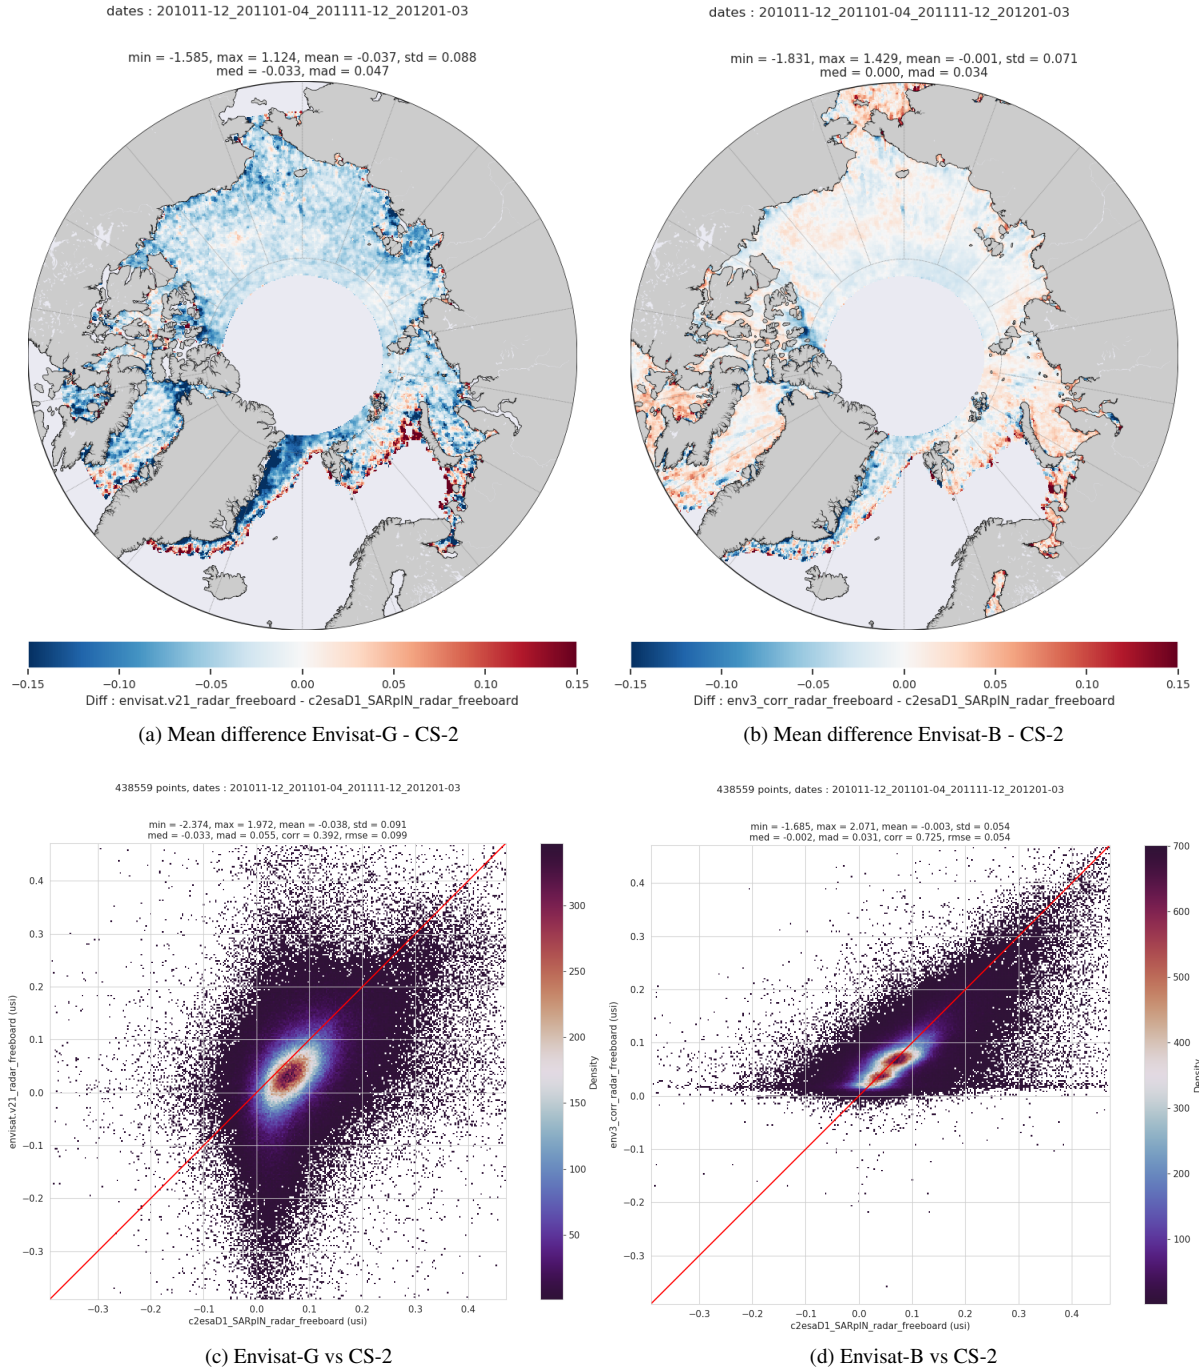 dates : 201011-12_201101-04_201111-12_201201-03
min = -1.585, max = 1.124, mean = -0.037, std = 0.088
med = -0.033, mad = 0.047
−0.15 −0.10 −0.05 0.00 0.05 0.10 0.15
Diff : envisat.v21_radar_freeboard - c2esaD1_SARpIN_radar_freeboard
(a) Mean difference Envisat-G - CS-2
dates : 201011-12_201101-04_201111-12_201201-03
min = -1.831, max = 1.429, mean = -0.001, std = 0.071
med = 0.000, mad = 0.034
−0.15 −0.10 −0.05 0.00 0.05 0.10 0.15
Diff : env3_corr_radar_freeboard - c2esaD1_SARpIN_radar_freeboard
(b) Mean difference Envisat-B - CS-2
438559 points, dates : 201011-12_201101-04_201111-12_201201-03
min = -2.374, max = 1.972, mean = -0.038, std = 0.091
med = -0.033, mad = 0.055, corr = 0.392, rmse = 0.099
envisat.v21_radar_freeboard (usi)
0.4
0.3
0.2
0.1
0.0
−0.1
−0.2
−0.3
−0.3 −0.2 −0.1 0.0 0.1 0.2 0.3 0.4
c2esaD1_SARpIN_radar_freeboard (usi)
300
250
200
150
100
50
Density
(c) Envisat-G vs CS-2
438559 points, dates : 201011-12_201101-04_201111-12_201201-03
min = -1.685, max = 2.071, mean = -0.003, std = 0.054
med = -0.002, mad = 0.031, corr = 0.725, rmse = 0.054
env3_corr_radar_freeboard (usi)
0.4
0.3
0.2
0.1
0.0
−0.1
−0.2
−0.3
−0.3 −0.2 −0.1 0.0 0.1 0.2 0.3 0.4
c2esaD1_SARpIN_radar_freeboard (usi)
700
600
500
400
300
200
100
Density
(d) Envisat-B vs CS-2